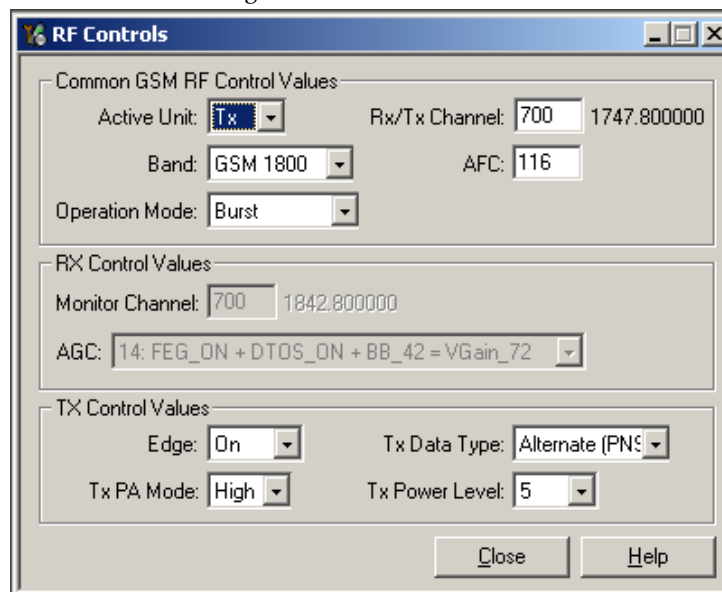 RF Controls
Common GSM RF Control Values
Active Unit: Tx Rx/Tx Channel: 700 1747.800000
Band: GSM 1800 AFC: 116
Operation Mode: Burst
RX Control Values
Monitor Channel: 700 1842.800000
AGC: 14: FEG_ON + DTOS_ON + BB_42 = VGain_72
TX Control Values
Edge: On Tx Data Type: Alternate (PNS
Tx PA Mode: High Tx Power Level: 5
Close Help